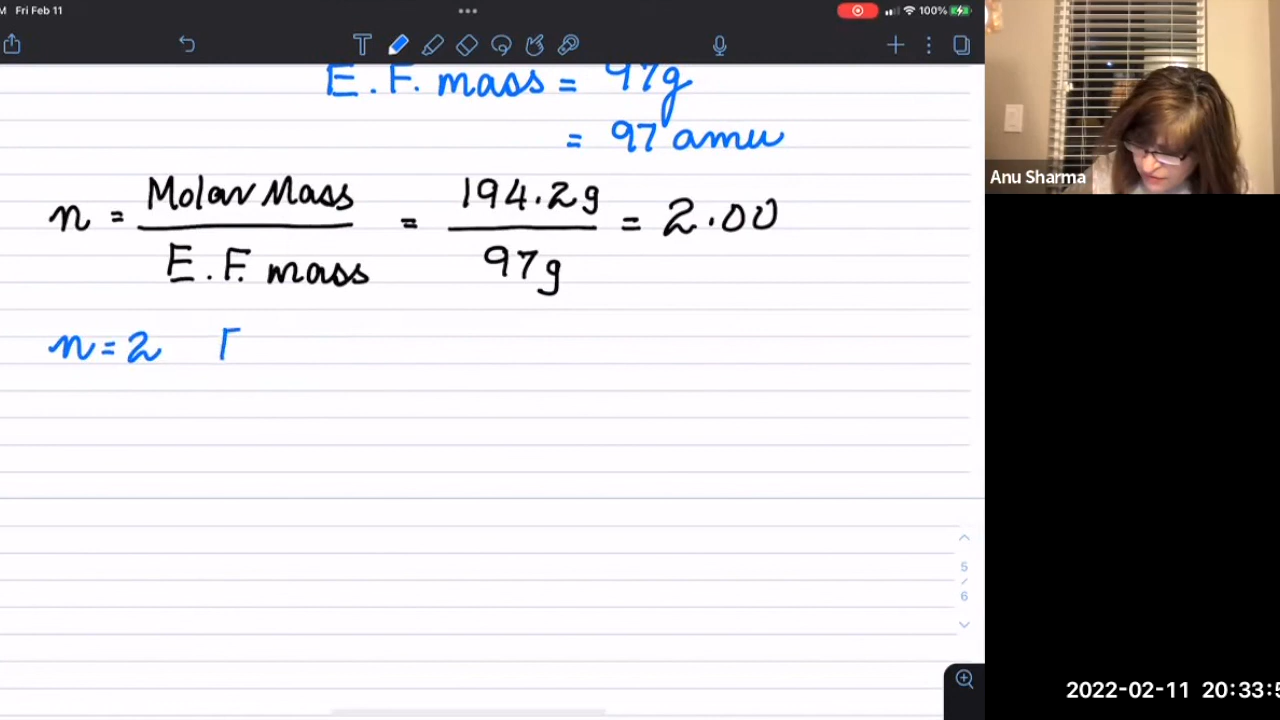 M Fri Feb 11
100%
T
E.F. mass = 97g
= 97 amu
n = Molar Mass / E.F. mass = 194.2g / 97g = 2.00
n = 2
Anu Sharma
5
/
6
2022-02-11 20:33:5